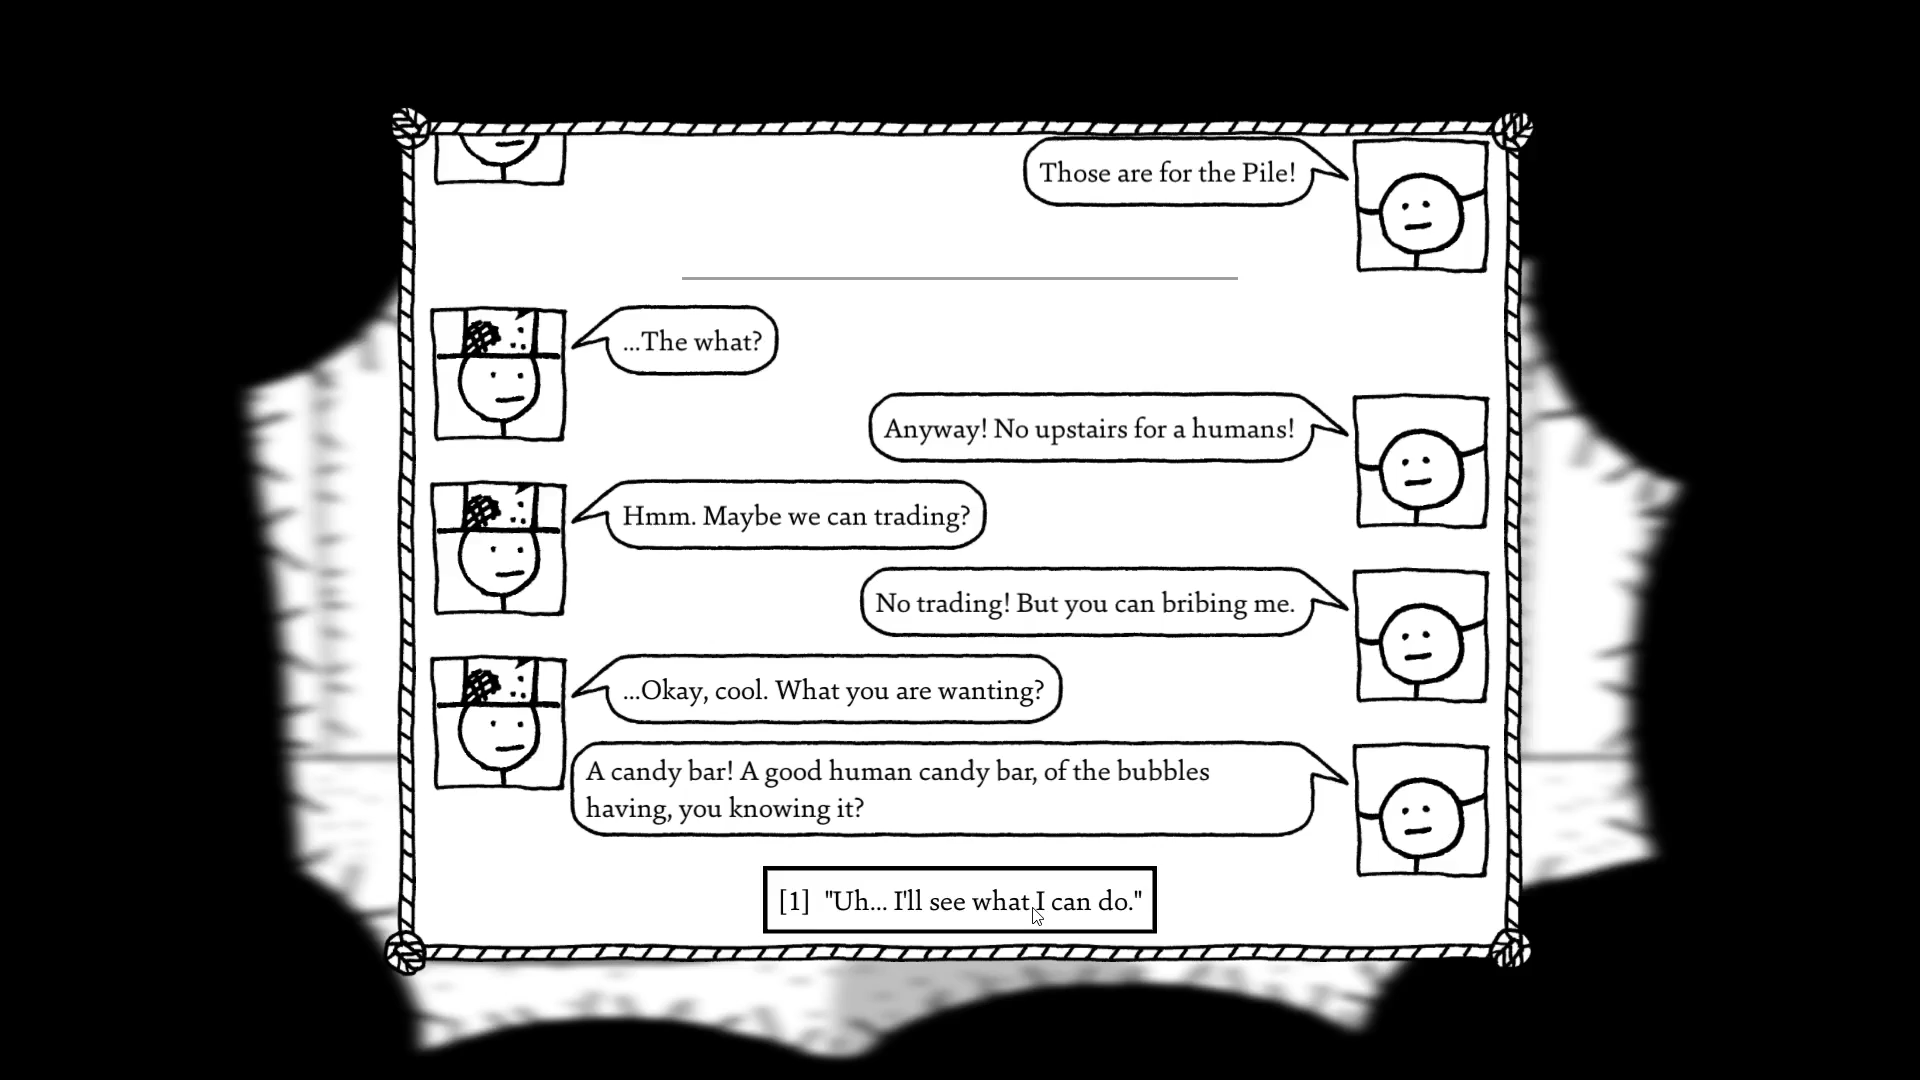 Those are for the Pile!
...The what?
Anyway! No upstairs for a humans!
Hmm. Maybe we can trading?
No trading! But you can bribing me.
...Okay, cool. What you are wanting?
A candy bar! A good human candy bar, of the bubbles
having, you knowing it?
[1] "Uh... I'll see what I can do."